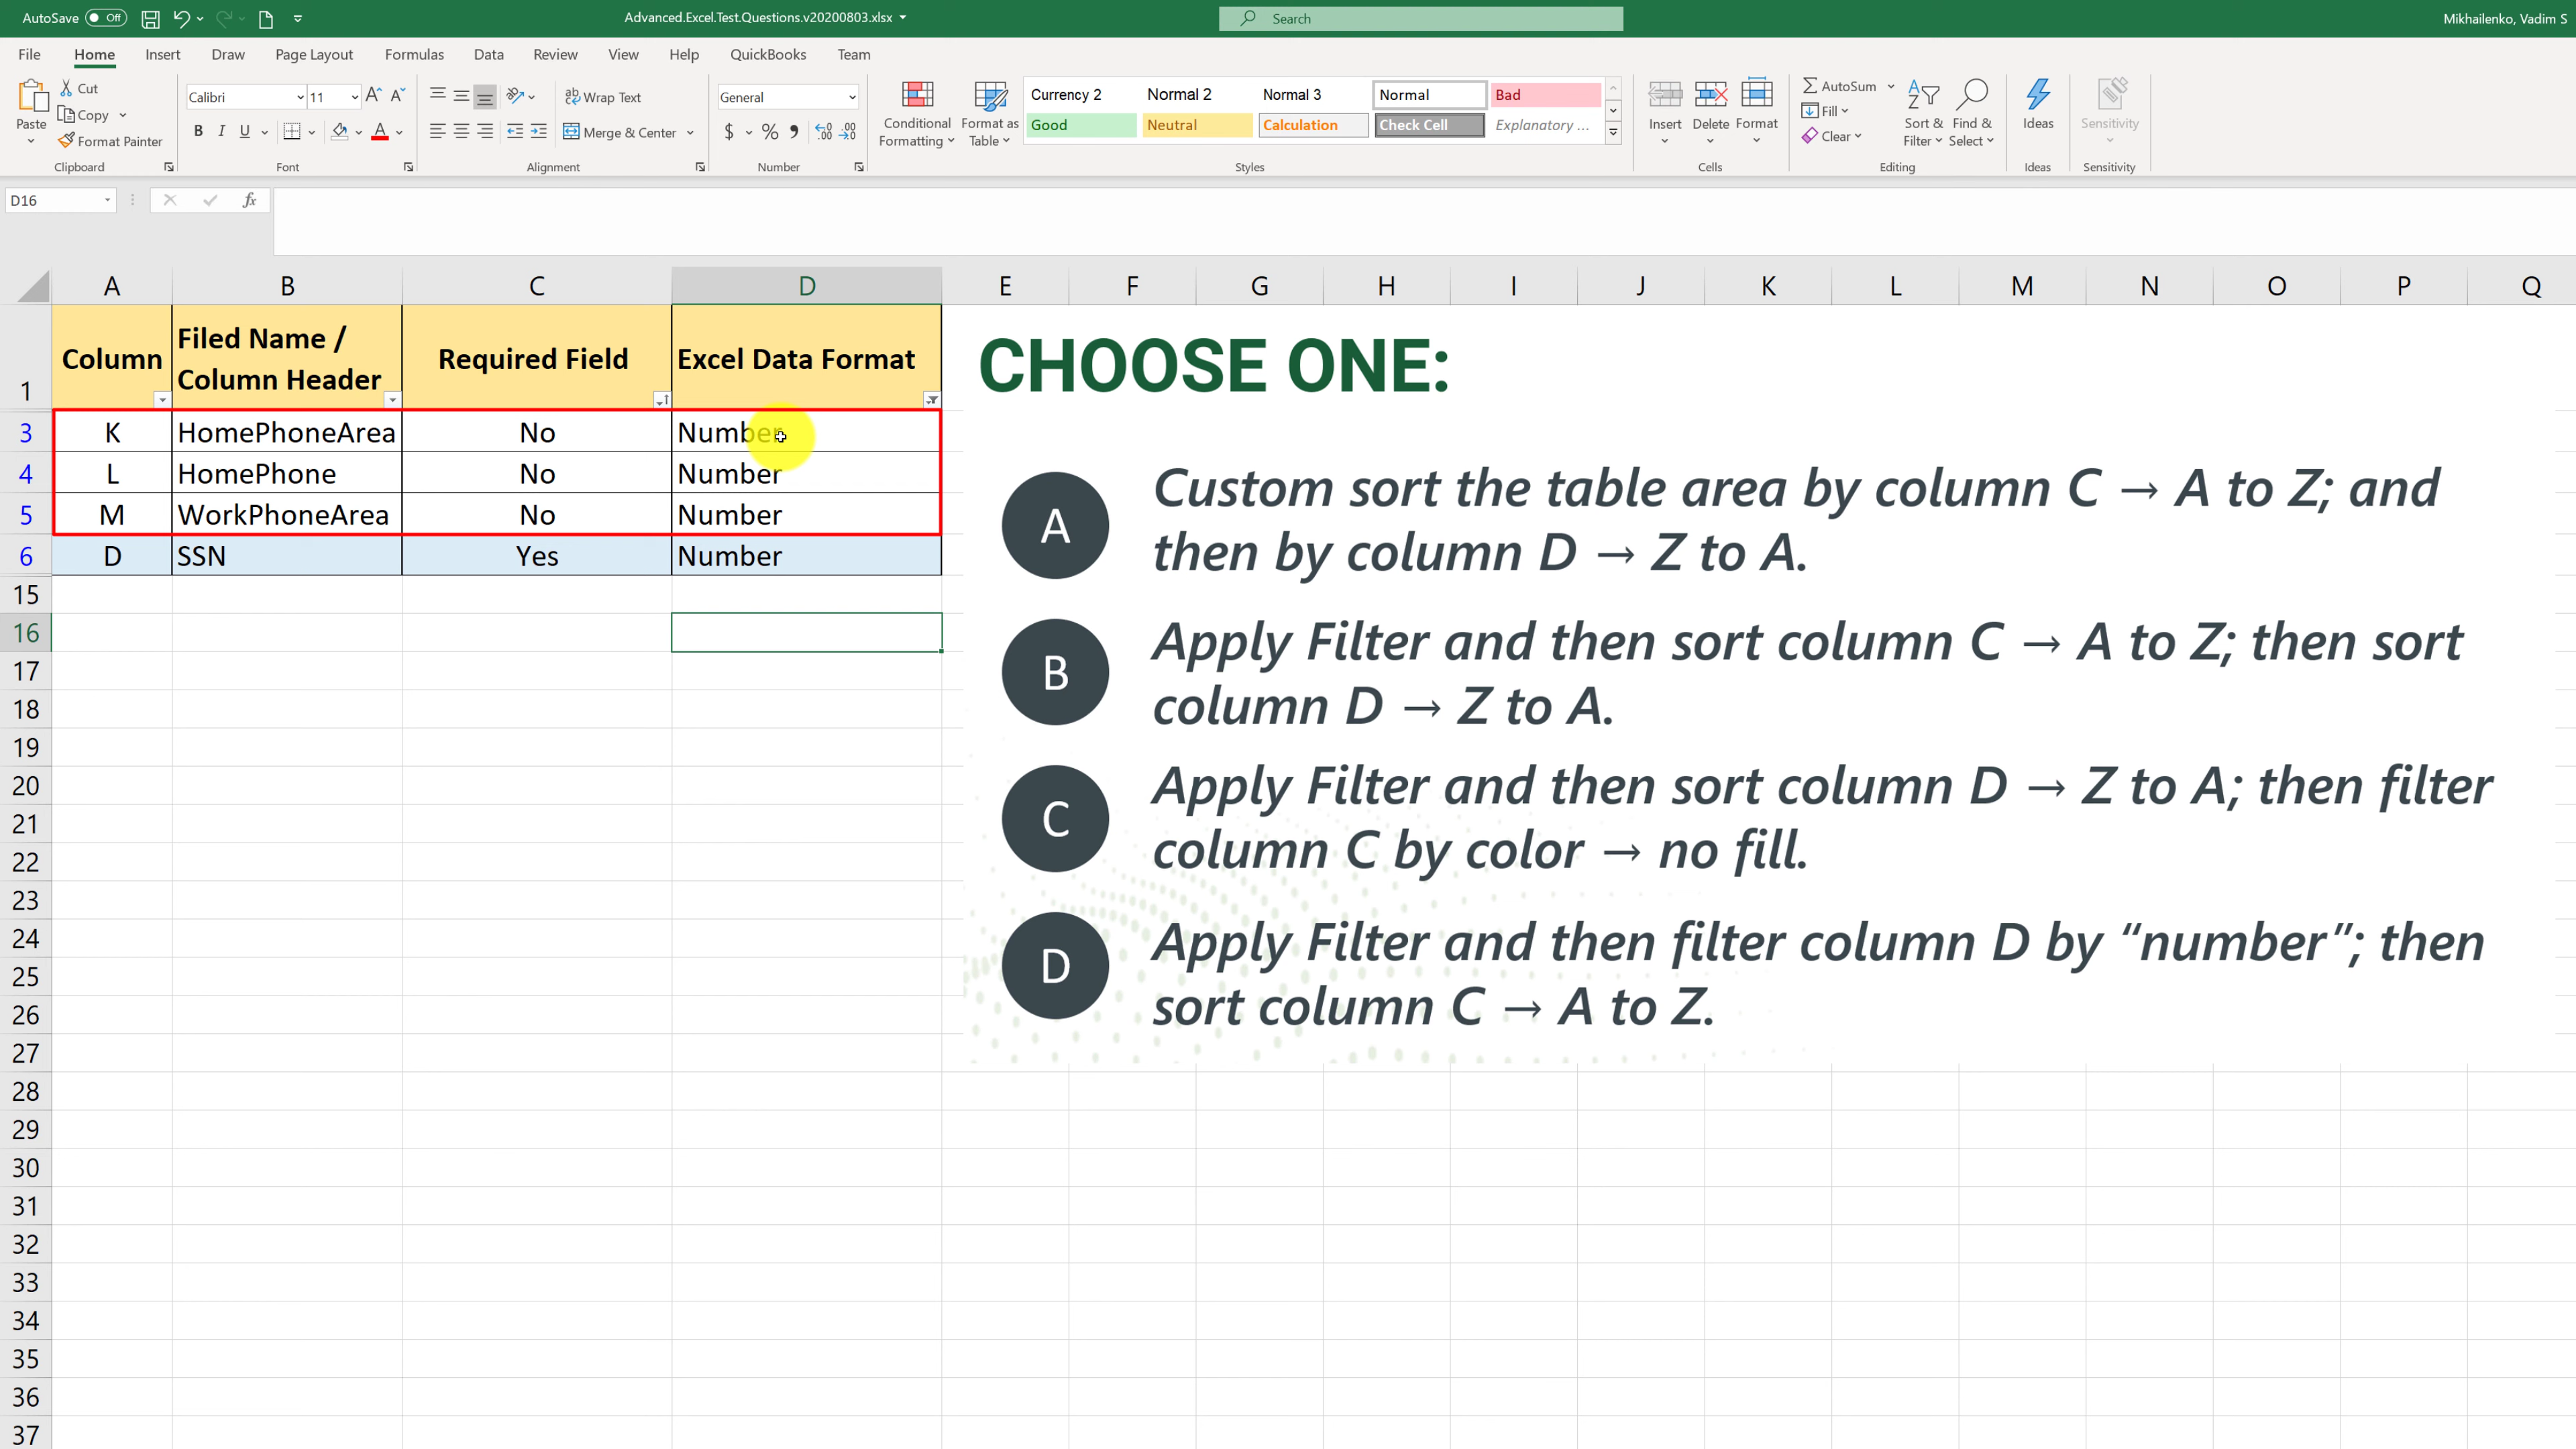 AutoSave Off Advanced.Excel.Test.Questions.v20200803.xlsx Search Mikhailenko, Vadim S
File Home Insert Draw Page Layout Formulas Data Review View Help QuickBooks Team
Cut
Copy
Format Painter
Paste
Clipboard
Calibri 11
B I U
Font
Wrap Text
Merge & Center
Alignment
General
$ % 9
Number
Conditional Formatting
Format as Table
Currency 2 Normal 2 Normal 3 Normal Bad
Good Neutral Calculation Check Cell Explanatory ...
Styles
Insert Delete Format
Cells
AutoSum
Fill
Clear
Sort & Filter
Find & Select
Editing
Ideas
Ideas
Sensitivity
Sensitivity
D16 fx
A B C D E F G H I J K L M N O P Q
1 Column Filed Name / Column Header Required Field Excel Data Format
3 K HomePhoneArea No Number
4 L HomePhone No Number
5 M WorkPhoneArea No Number
6 D SSN Yes Number
15
16
17
18
19
20
21
22
23
24
25
26
27
28
29
30
31
32
33
34
35
36
37
CHOOSE ONE:
A Custom sort the table area by column C → A to Z; and
then by column D → Z to A.
B Apply Filter and then sort column C → A to Z; then sort
column D → Z to A.
C Apply Filter and then sort column D → Z to A; then filter
column C by color → no fill.
D Apply Filter and then filter column D by “number”; then
sort column C → A to Z.